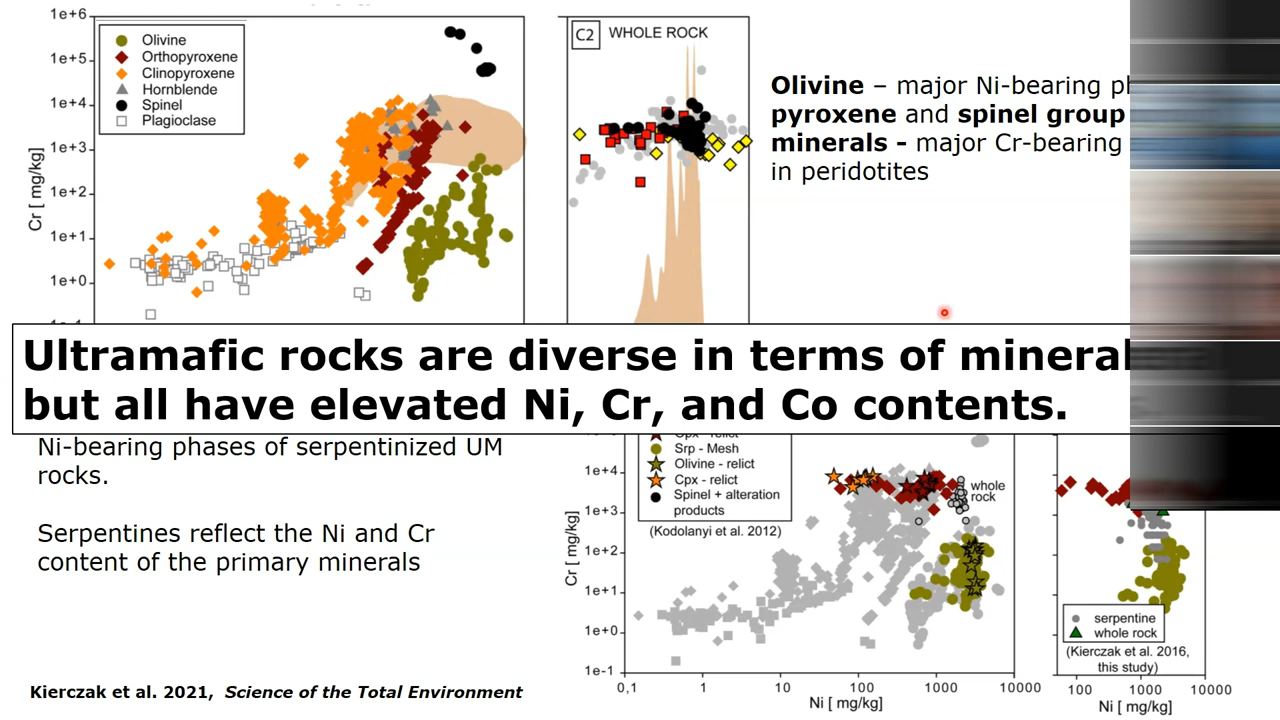 1e+6
1e+5
1e+4
1e+3
1e+2
1e+1
1e+0
Cr [ mg/kg]
Olivine
Orthopyroxene
Clinopyroxene
Hornblende
Spinel
Plagioclase
C2 WHOLE ROCK
Olivine – major Ni-bearing
pyroxene and spinel group
minerals - major Cr-bearing
in peridotites
Ultramafic rocks are diverse in terms of mineral
but all have elevated Ni, Cr, and Co contents.
Ni-bearing phases of serpentinized UM
rocks.
Serpentines reflect the Ni and Cr
content of the primary minerals
Kierczak et al. 2021, Science of the Total Environment
Opx - relict
Srp - Mesh
Olivine - relict
Cpx - relict
Spinel + alteration
products
(Kodolanyi et al. 2012)
whole
rock
Cr [ mg/kg]
1e+4
1e+3
1e+2
1e+1
1e+0
1e-1
0,1 1 10 100 1000 10000
Ni [ mg/kg]
serpentine
whole rock
(Kierczak et al. 2016,
this study)
100 1000 10000
Ni [ mg/kg]